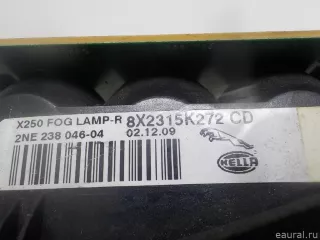 X250 FOG LAMP-R 8X2315K272 CD
2NE 238 046-04 02.12.09
HELLA
eaural.ru